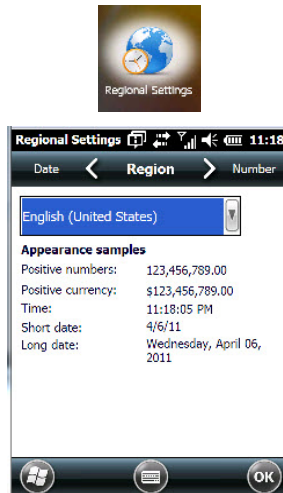 Regional Settings
Regional Settings 11:18
Date Region Number
English (United States)
Appearance samples
Positive numbers: 123,456,789.00
Positive currency: $123,456,789.00
Time: 11:18:05 PM
Short date: 4/6/11
Long date: Wednesday, April 06,
2011
OK